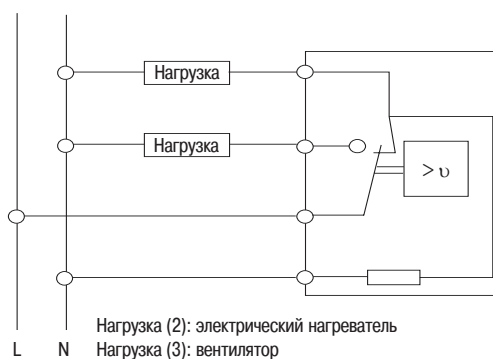 Нагрузка
Нагрузка
> υ
Нагрузка (2): электрический нагреватель
L N Нагрузка (3): вентилятор